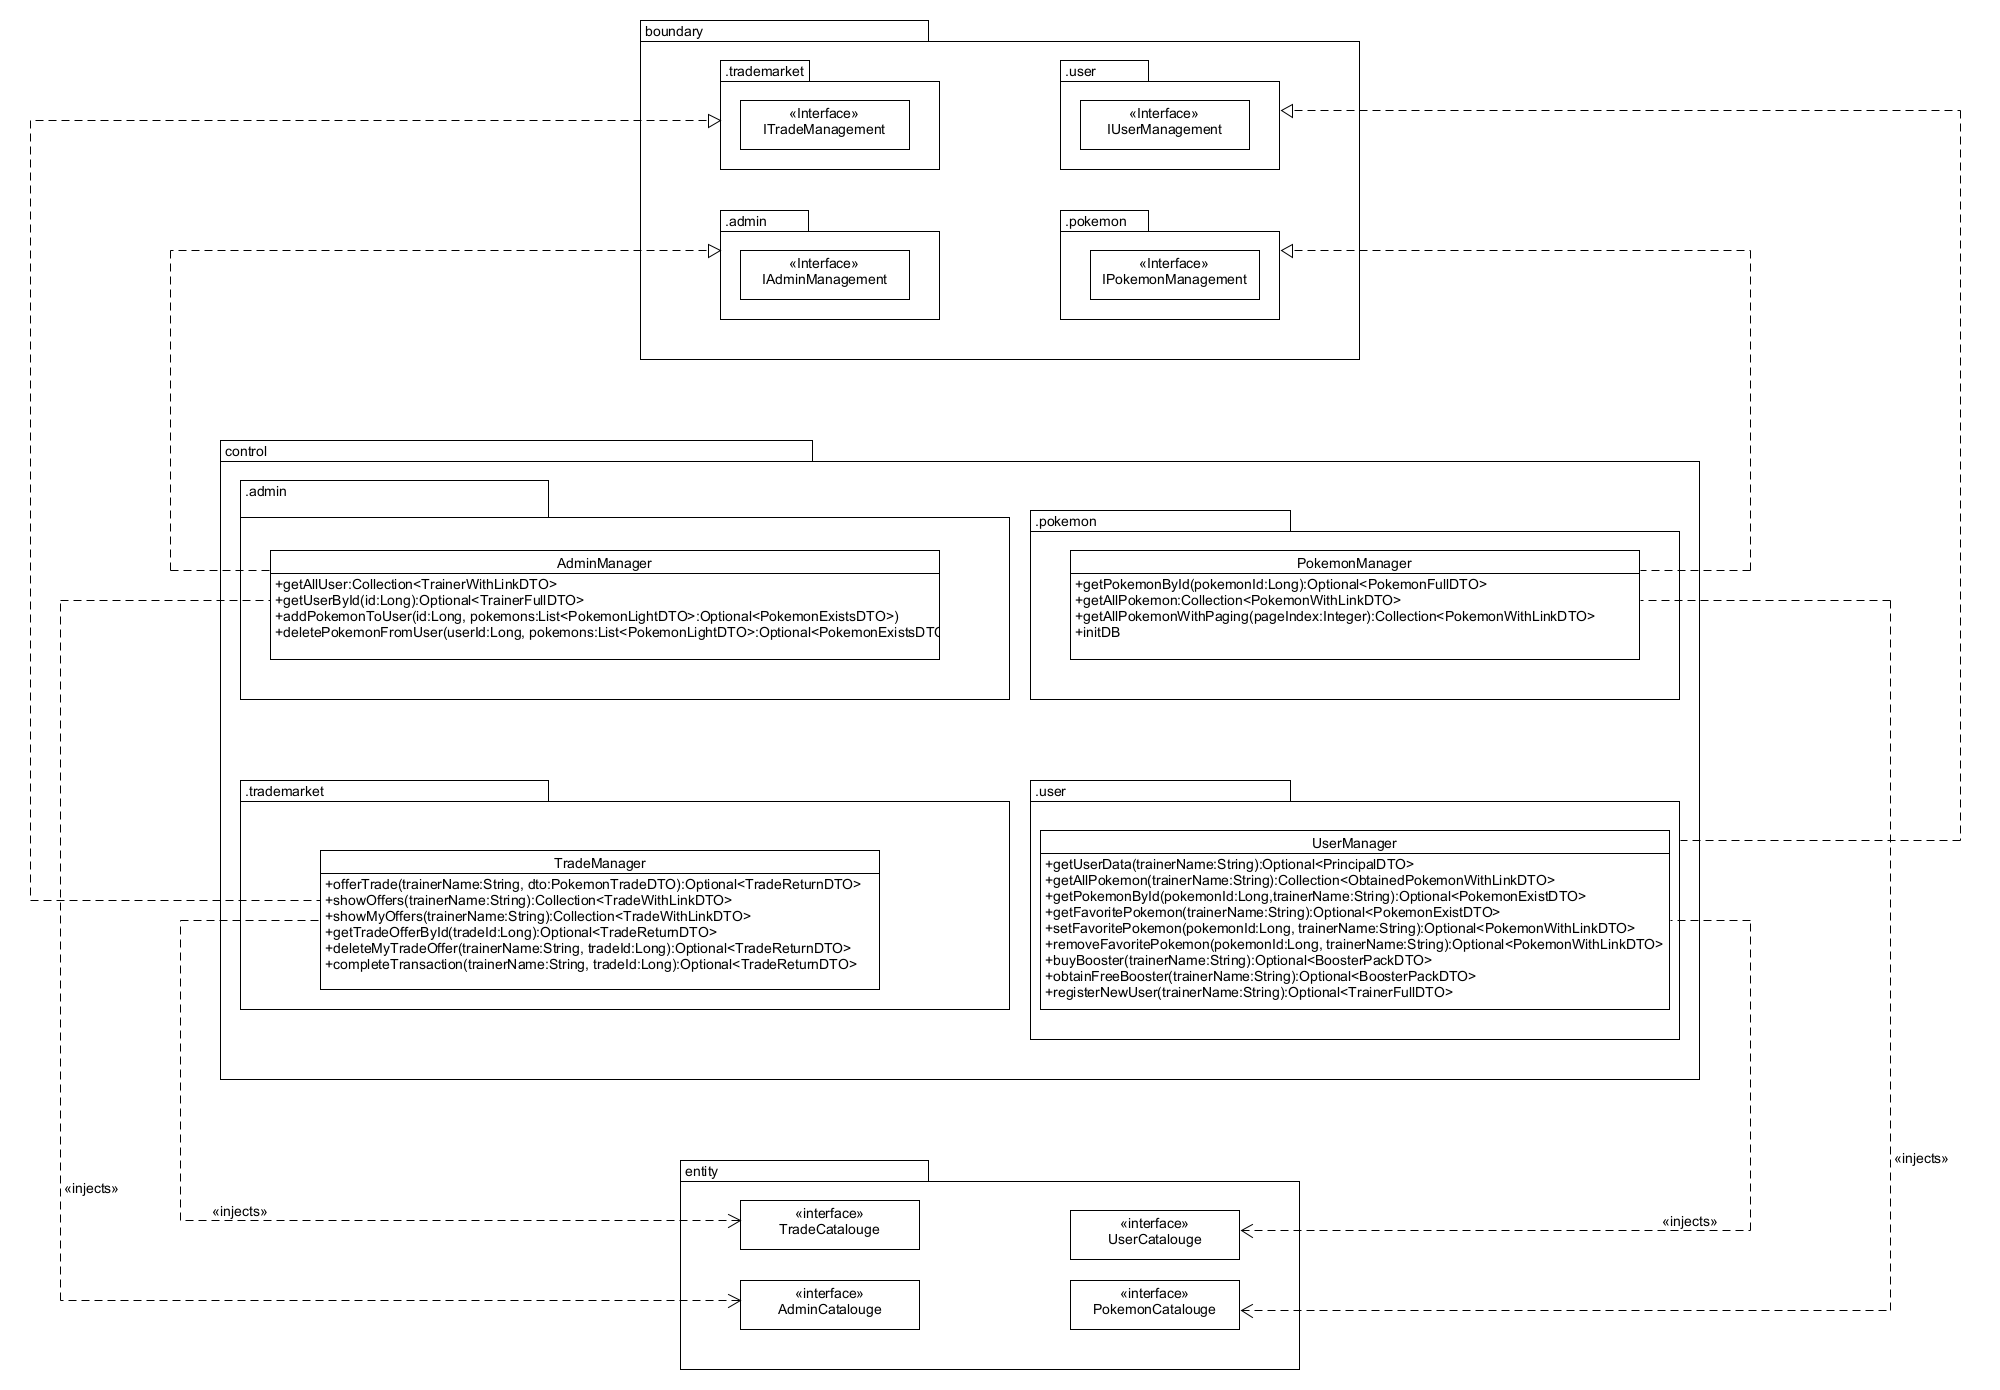 boundary
.trademarket
«Interface»
ITradeManagement
.user
«Interface»
IUserManagement
.admin
«Interface»
IAdminManagement
.pokemon
«Interface»
IPokemonManagement
control
.admin
AdminManager
+getAllUser:Collection<TrainerWithLinkDTO>
+getUserById(id:Long):Optional<TrainerFullDTO>
+addPokemonToUser(id:Long, pokemons:List<PokemonLightDTO>:Optional<PokemonExistsDTO>)
+deletePokemonFromUser(userId:Long, pokemons:List<PokemonLightDTO>:Optional<PokemonExistsDTO
.pokemon
PokemonManager
+getPokemonById(pokemonId:Long):Optional<PokemonFullDTO>
+getAllPokemon:Collection<PokemonWithLinkDTO>
+getAllPokemonWithPaging(pageIndex:Integer):Collection<PokemonWithLinkDTO>
+initDB
.trademarket
TradeManager
+offerTrade(trainerName:String, dto:PokemonTradeDTO):Optional<TradeReturnDTO>
+showOffers(trainerName:String):Collection<TradeWithLinkDTO>
+showMyOffers(trainerName:String):Collection<TradeWithLinkDTO>
+getTradeOfferById(tradeId:Long):Optional<TradeReturnDTO>
+deleteMyTradeOffer(trainerName:String, tradeId:Long):Optional<TradeReturnDTO>
+completeTransaction(trainerName:String, tradeId:Long):Optional<TradeReturnDTO>
.user
UserManager
+getUserData(trainerName:String):Optional<PrincipalDTO>
+getAllPokemon(trainerName:String):Collection<ObtainedPokemonWithLinkDTO>
+getPokemonById(pokemonId:Long,trainerName:String):Optional<PokemonExistDTO>
+getFavoritePokemon(trainerName:String):Optional<PokemonExistDTO>
+setFavoritePokemon(pokemonId:Long, trainerName:String):Optional<PokemonWithLinkDTO>
+removeFavoritePokemon(pokemonId:Long, trainerName:String):Optional<PokemonWithLinkDTO>
+buyBooster(trainerName:String):Optional<BoosterPackDTO>
+obtainFreeBooster(trainerName:String):Optional<BoosterPackDTO>
+registerNewUser(trainerName:String):Optional<TrainerFullDTO>
«injects»
«injects»
«injects»
«injects»
entity
«interface»
TradeCatalouge
«interface»
UserCatalouge
«interface»
AdminCatalouge
«interface»
PokemonCatalouge